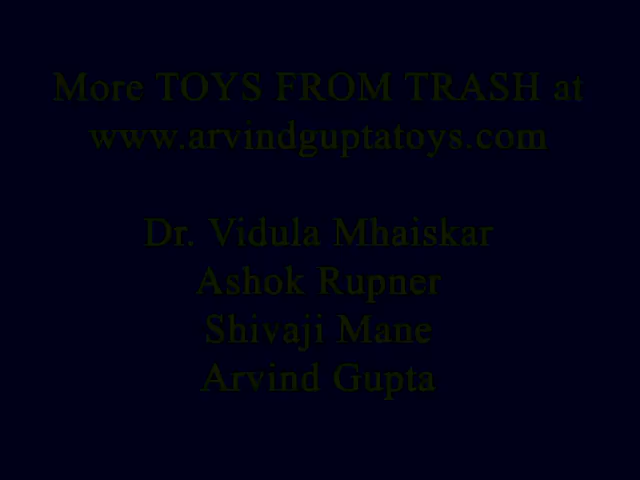 More TOYS FROM TRASH at
www.arvindguptatoys.com
Dr. Vidula Mhaiskar
Ashok Rupner
Shivaji Mane
Arvind Gupta